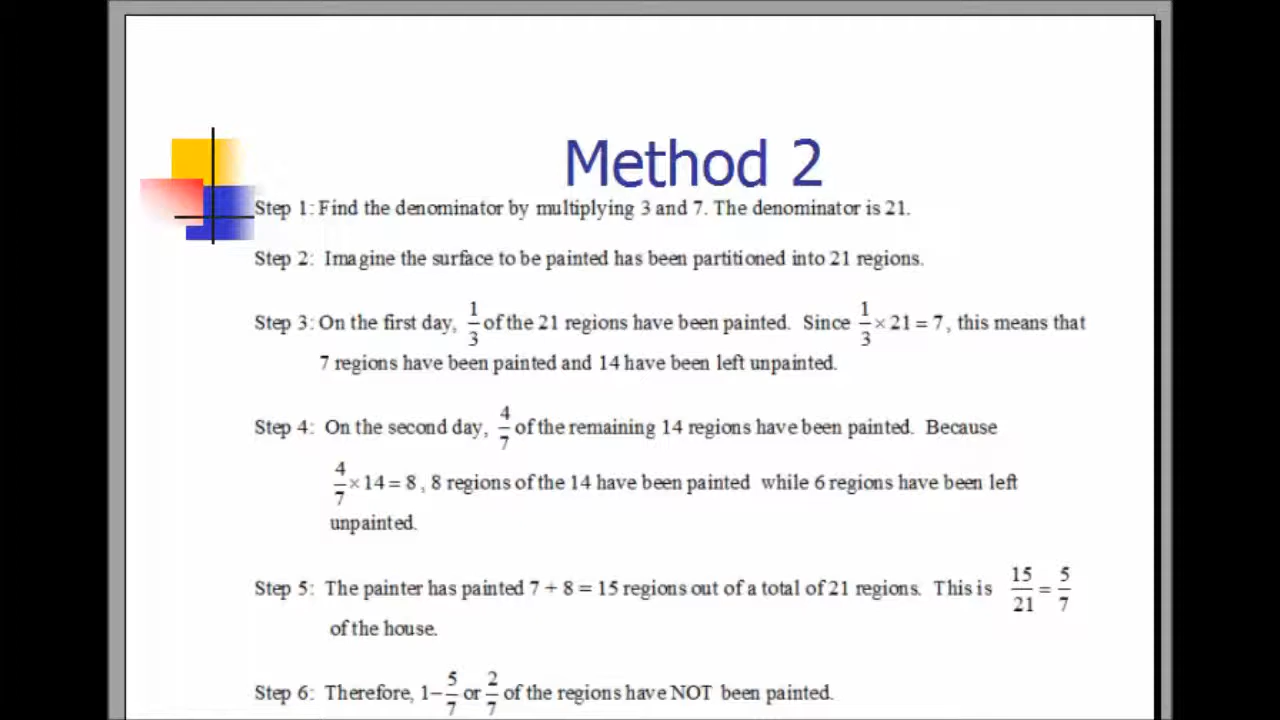 Method 2
Step 1: Find the denominator by multiplying 3 and 7. The denominator is 21.
Step 2: Imagine the surface to be painted has been partitioned into 21 regions.
Step 3: On the first day, 1/3 of the 21 regions have been painted. Since 1/3 × 21 = 7, this means that
7 regions have been painted and 14 have been left unpainted.
Step 4: On the second day, 4/7 of the remaining 14 regions have been painted. Because
4/7 × 14 = 8, 8 regions of the 14 have been painted while 6 regions have been left
unpainted.
Step 5: The painter has painted 7 + 8 = 15 regions out of a total of 21 regions. This is 15/21 = 5/7
of the house.
Step 6: Therefore, 1 − 5/7 or 2/7 of the regions have NOT been painted.